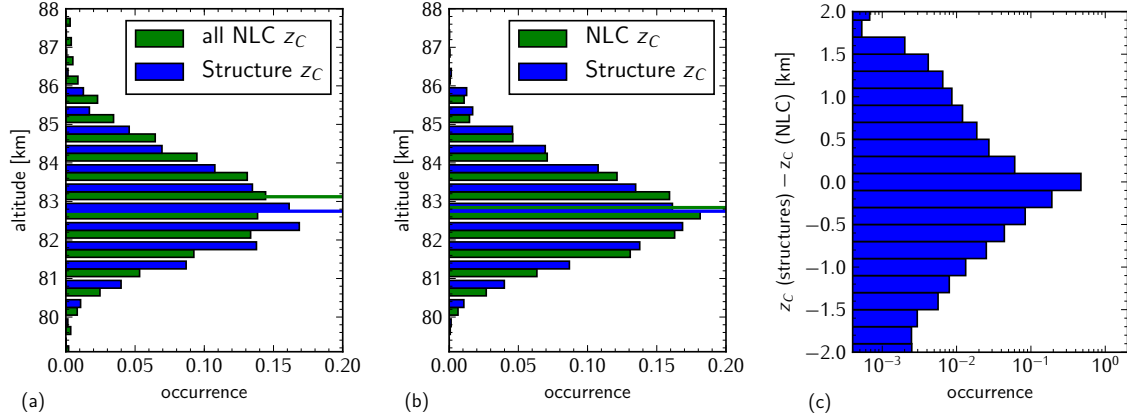 88
87
86
85
84
83
82
81
80
altitude [km]
all NLC z_C
Structure z_C
0.00 0.05 0.10 0.15 0.20
occurrence
(a)
88
87
86
85
84
83
82
81
80
altitude [km]
NLC z_C
Structure z_C
0.00 0.05 0.10 0.15 0.20
occurrence
(b)
2.0
1.5
1.0
0.5
0.0
−0.5
−1.0
−1.5
−2.0
z_C (structures) − z_C (NLC) [km]
10⁻³ 10⁻² 10⁻¹ 10⁰
occurrence
(c)